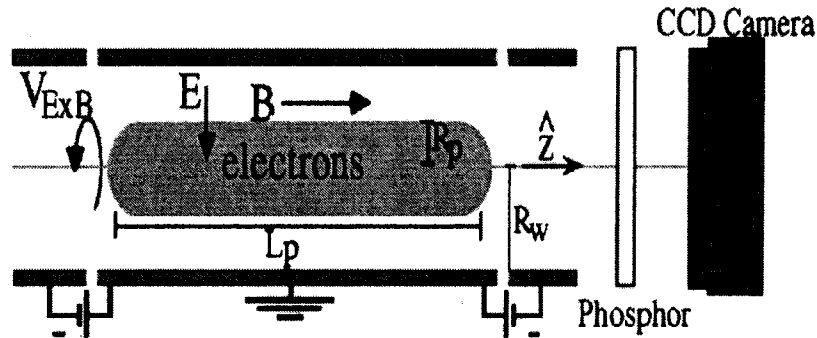 CCD Camera
V_ExB
E
B
R_p
electrons
ẑ
L_p
R_w
Phosphor
-
-